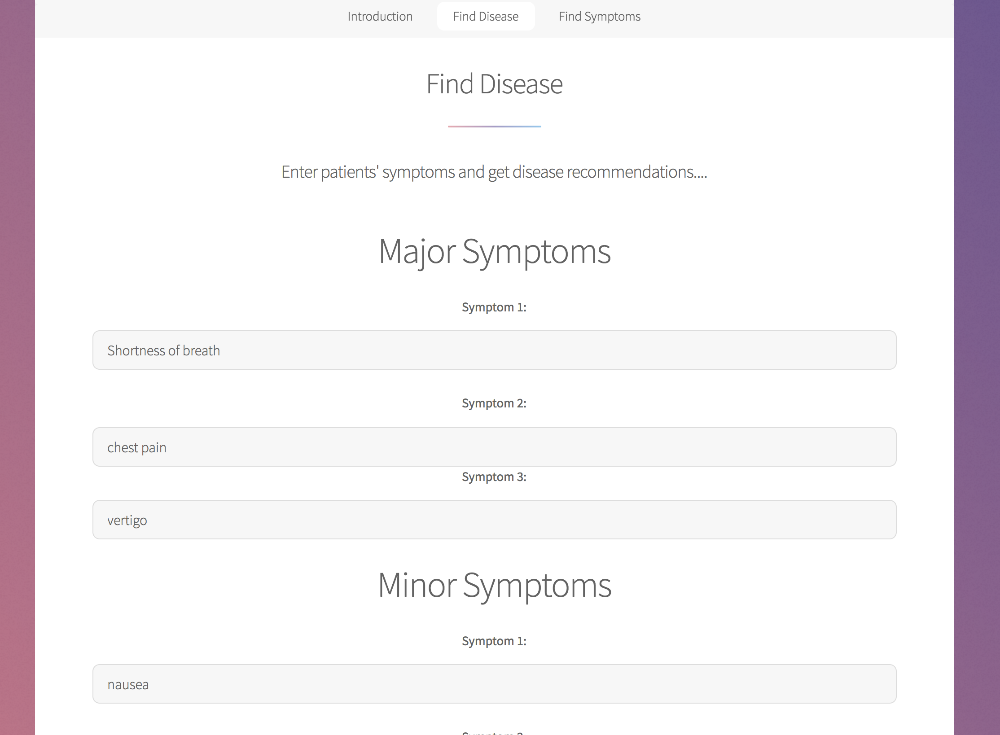 Introduction
Find Disease
Find Symptoms
Find Disease
Enter patients' symptoms and get disease recommendations....
Major Symptoms
Symptom 1:
Shortness of breath
Symptom 2:
chest pain
Symptom 3:
vertigo
Minor Symptoms
Symptom 1:
nausea